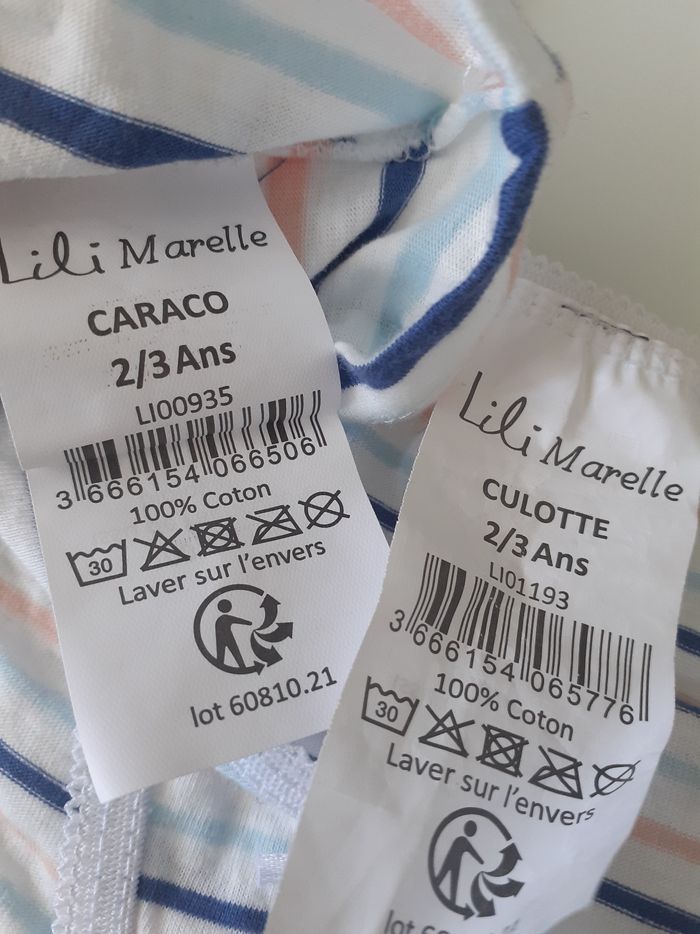 Lili Marelle
CARACO
2/3 Ans
LI00935
3 666154 066506
100% Coton
30
Laver sur l'envers
lot 60810.21
Lili Marelle
CULOTTE
2/3 Ans
LI01193
3 666154 065776
100% Coton
30
Laver sur l'envers
lot